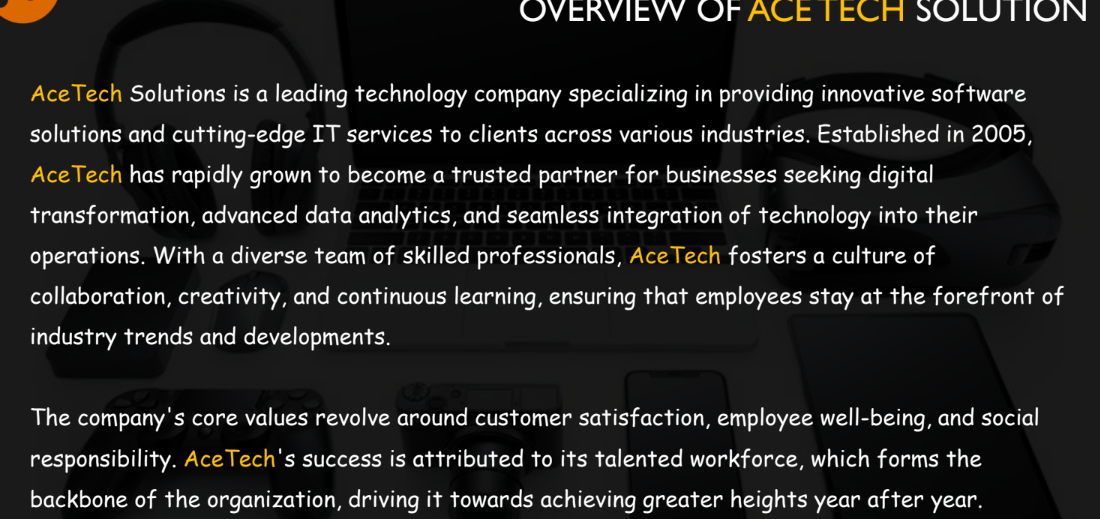 OVERVIEW OF ACE TECH SOLUTION
AceTech Solutions is a leading technology company specializing in providing innovative software
solutions and cutting-edge IT services to clients across various industries. Established in 2005,
AceTech has rapidly grown to become a trusted partner for businesses seeking digital
transformation, advanced data analytics, and seamless integration of technology into their
operations. With a diverse team of skilled professionals, AceTech fosters a culture of
collaboration, creativity, and continuous learning, ensuring that employees stay at the forefront of
industry trends and developments.
The company's core values revolve around customer satisfaction, employee well-being, and social
responsibility. AceTech's success is attributed to its talented workforce, which forms the
backbone of the organization, driving it towards achieving greater heights year after year.